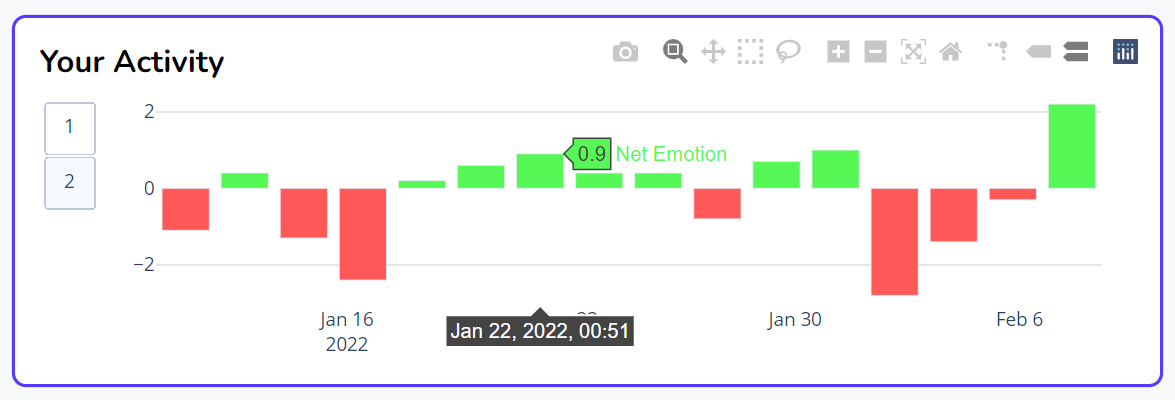 Your Activity
1
2
2
0
−2
0.9 Net Emotion
Jan 16
2022
Jan 22, 2022, 00:51
Jan 30
Feb 6